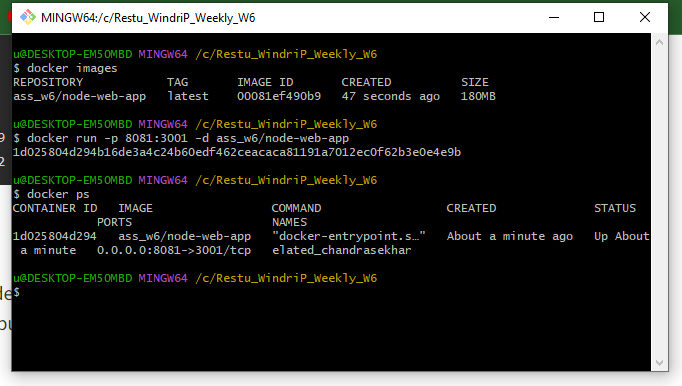 MINGW64:/c/Restu_WindriP_Weekly_W6
u@DESKTOP-EM5OMBD MINGW64 /c/Restu_WindriP_Weekly_W6
$ docker images
REPOSITORY            TAG       IMAGE ID       CREATED          SIZE
ass_w6/node-web-app   latest    00081ef490b9   47 seconds ago   180MB
u@DESKTOP-EM5OMBD MINGW64 /c/Restu_WindriP_Weekly_W6
9 $ docker run -p 8081:3001 -d ass_w6/node-web-app
2 1d025804d294b16de3a4c24b60edf462ceacaca81191a7012ec0f62b3e0e4e9b
u@DESKTOP-EM5OMBD MINGW64 /c/Restu_WindriP_Weekly_W6
$ docker ps
CONTAINER ID   IMAGE                 COMMAND                  CREATED              STATUS
PORTS                    NAMES
1d025804d294   ass_w6/node-web-app   "docker-entrypoint.s…"   About a minute ago   Up About
a minute   0.0.0.0:8081->3001/tcp   elated_chandrasekhar
u@DESKTOP-EM5OMBD MINGW64 /c/Restu_WindriP_Weekly_W6
$